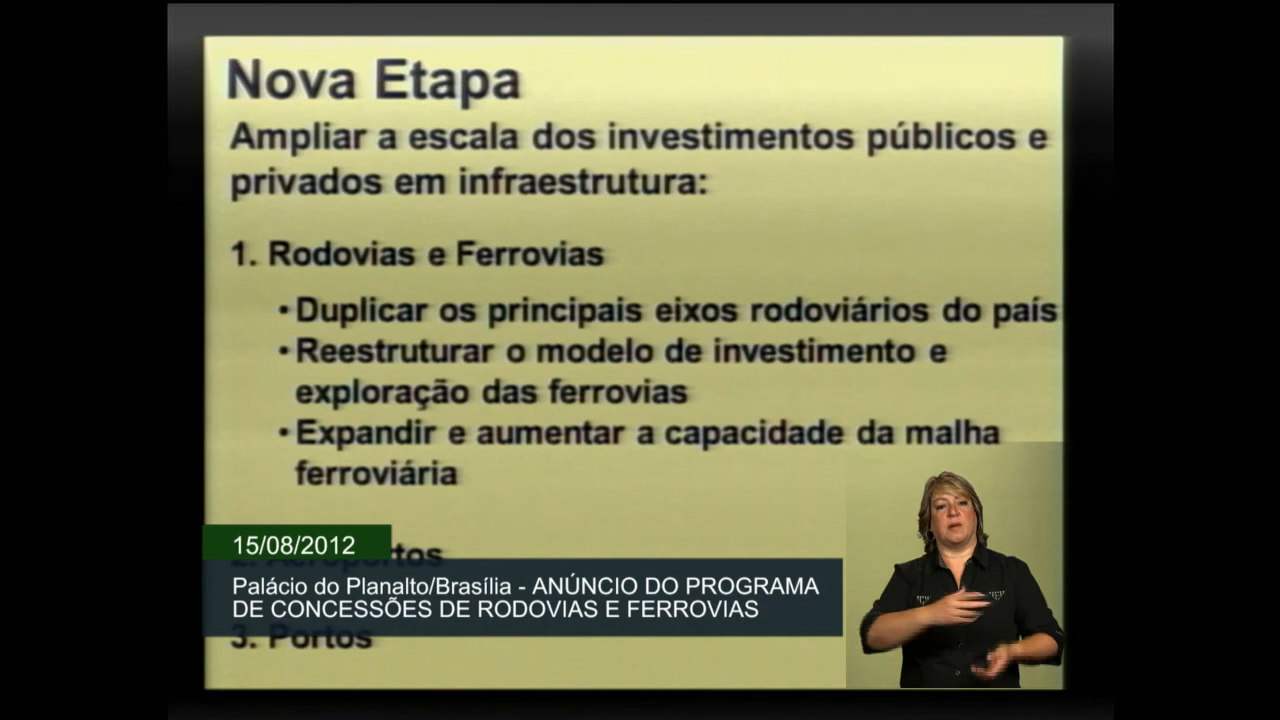 Nova Etapa
Ampliar a escala dos investimentos públicos e
privados em infraestrutura:
1. Rodovias e Ferrovias
•Duplicar os principais eixos rodoviários do país
•Reestruturar o modelo de investimento e
exploração das ferrovias
•Expandir e aumentar a capacidade da malha
ferroviária
15/08/2012
Palácio do Planalto/Brasília - ANÚNCIO DO PROGRAMA
DE CONCESSÕES DE RODOVIAS E FERROVIAS
3. Portos